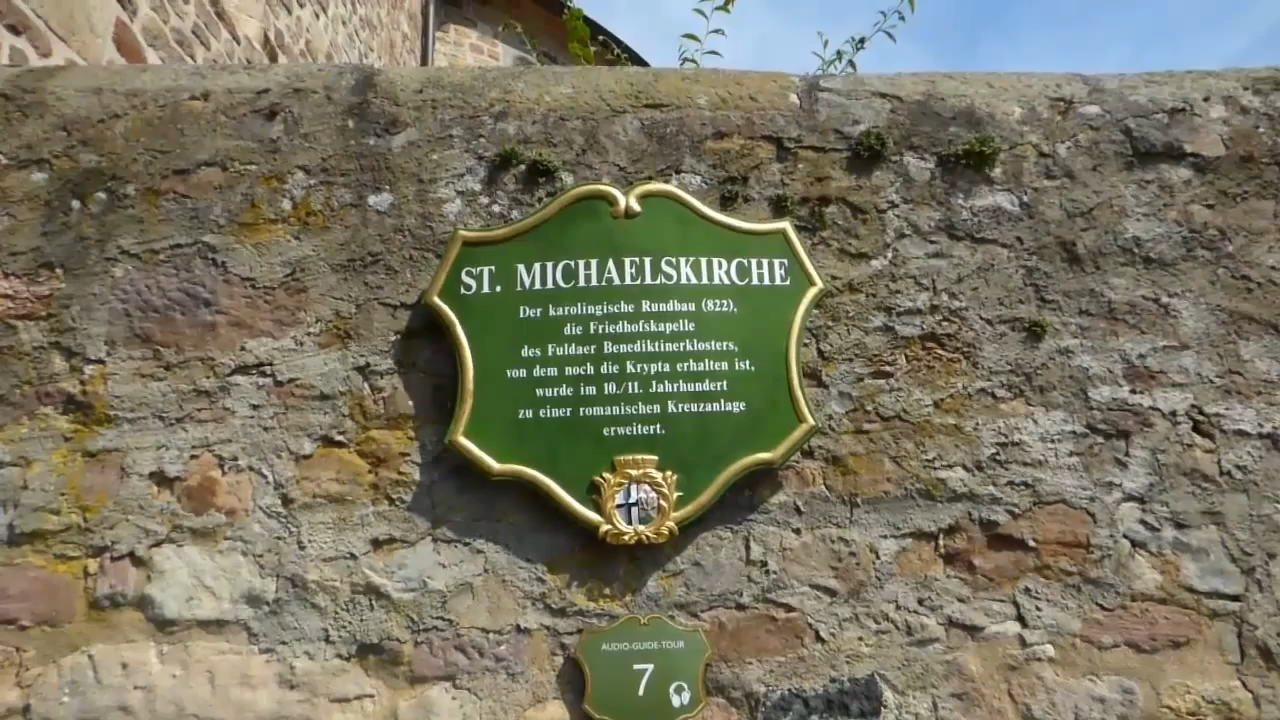 ST. MICHAELSKIRCHE
Der karolingische Rundbau (822),
die Friedhofskapelle
des Fuldaer Benediktinerklosters,
von dem noch die Krypta erhalten ist,
wurde im 10./11. Jahrhundert
zu einer romanischen Kreuzanlage
erweitert.
AUDIO-GUIDE-TOUR
7